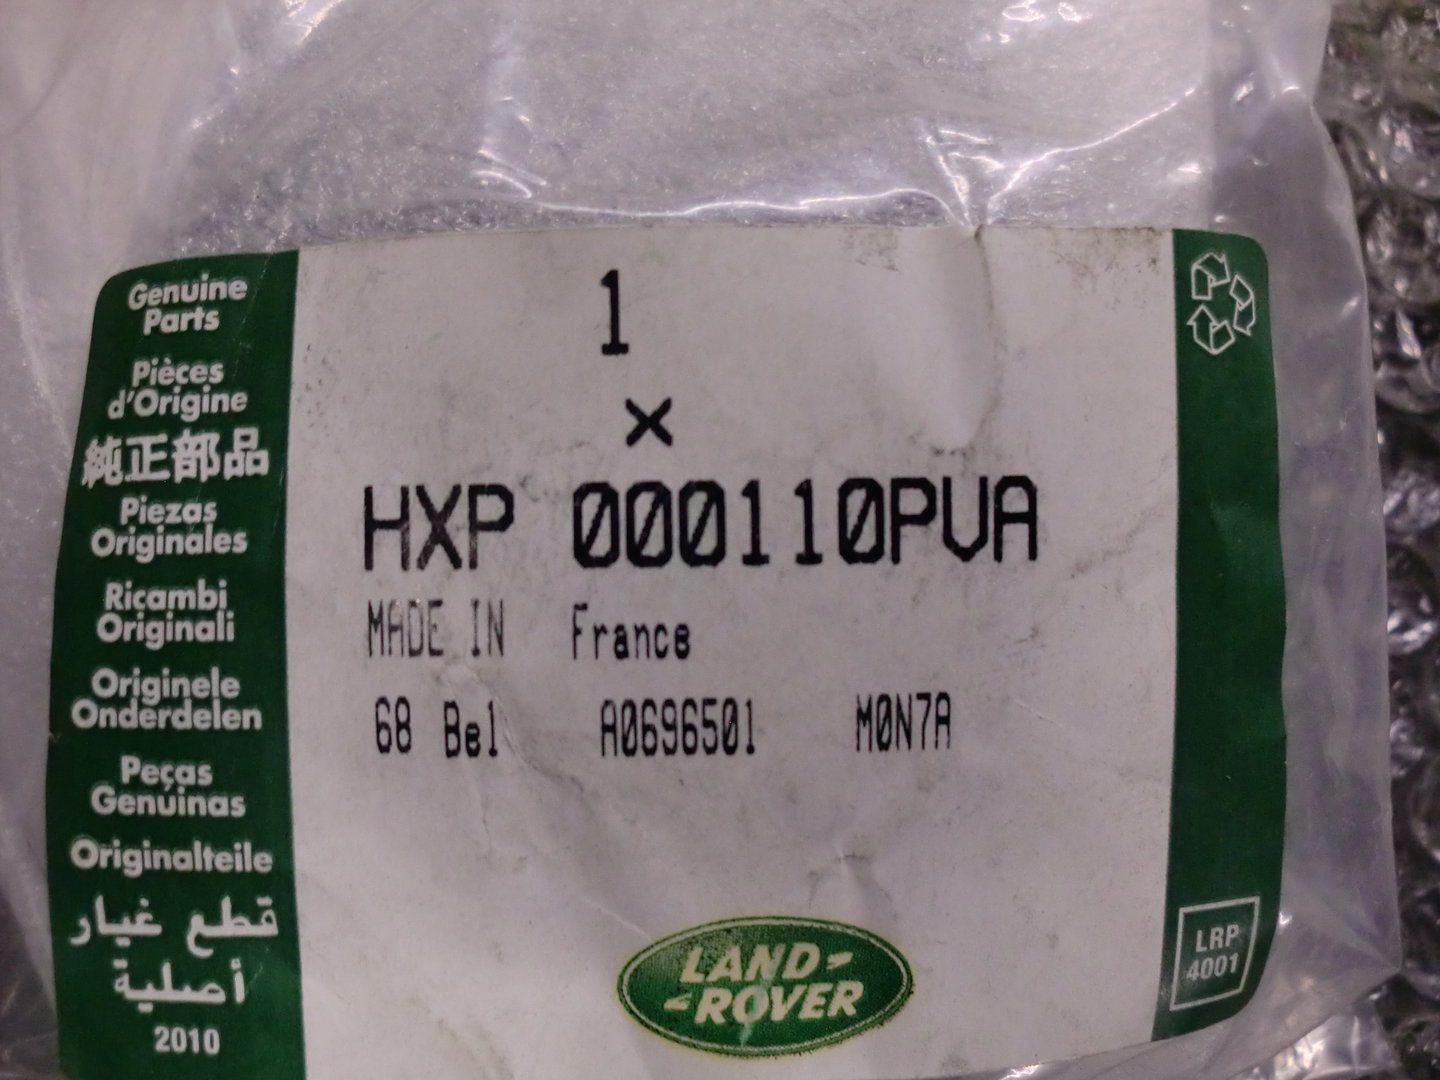 Genuine
Parts
Pièces
d'Origine
純正部品
Piezas
Originales
Ricambi
Originali
Originele
Onderdelen
Peças
Genuinas
Originalteile
قطع غيار
أصلية
2010
1
×
HXP 000110PVA
MADE IN France
68 Bel A0696501 M0N7A
LAND-
-ROVER
LRP
4001